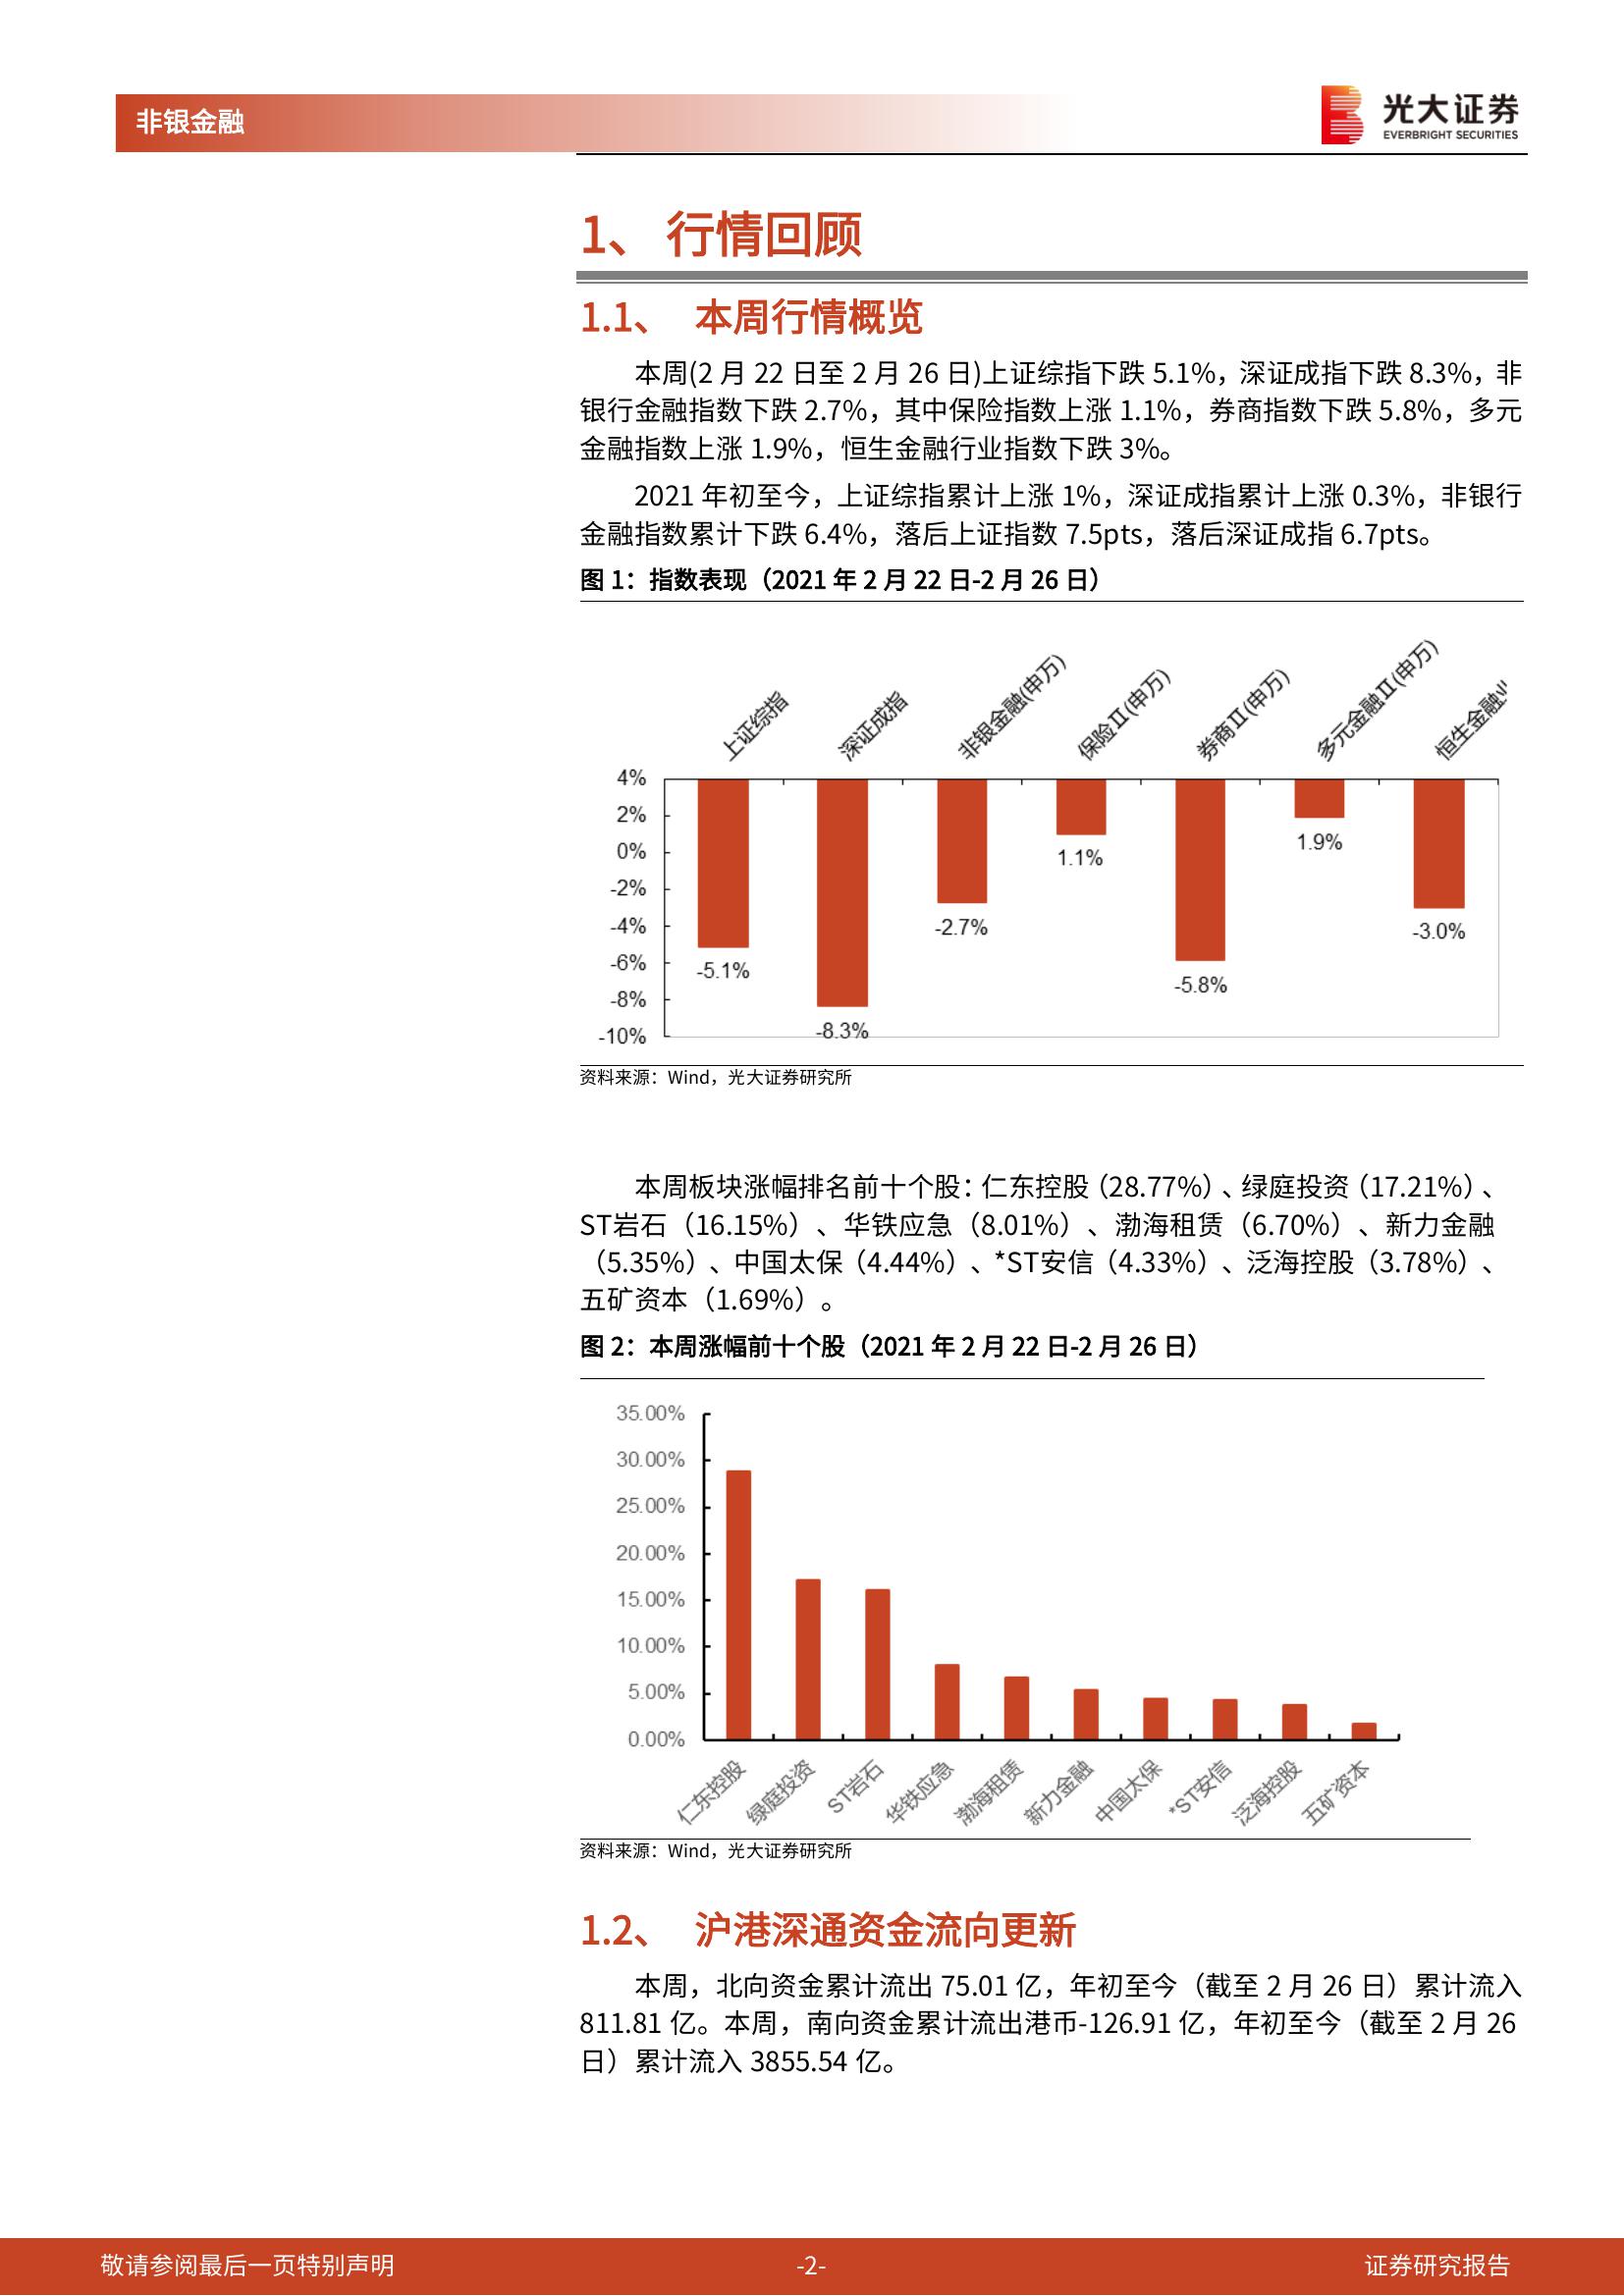 非银金融
光大证券
EVERBRIGHT SECURITIES
1、 行情回顾
1.1、 本周行情概览
本周(2 月 22 日至 2 月 26 日)上证综指下跌 5.1%，深证成指下跌 8.3%，非
银行金融指数下跌 2.7%，其中保险指数上涨 1.1%，券商指数下跌 5.8%，多元
金融指数上涨 1.9%，恒生金融行业指数下跌 3%。
2021 年初至今，上证综指累计上涨 1%，深证成指累计上涨 0.3%，非银行
金融指数累计下跌 6.4%，落后上证指数 7.5pts，落后深证成指 6.7pts。
图 1：指数表现（2021 年 2 月 22 日-2 月 26 日）
上证综指
深证成指
非银金融(申万)
保险Ⅱ(申万)
券商Ⅱ(申万)
多元金融Ⅱ(申万)
恒生金融
4%
2%
0%
-2%
-4%
-6%
-8%
-10%
-5.1%
-8.3%
-2.7%
1.1%
-5.8%
1.9%
-3.0%
资料来源：Wind，光大证券研究所
本周板块涨幅排名前十个股：仁东控股（28.77%）、绿庭投资（17.21%）、
ST岩石（16.15%）、华铁应急（8.01%）、渤海租赁（6.70%）、新力金融
（5.35%）、中国太保（4.44%）、*ST安信（4.33%）、泛海控股（3.78%）、
五矿资本（1.69%）。
图 2：本周涨幅前十个股（2021 年 2 月 22 日-2 月 26 日）
35.00%
30.00%
25.00%
20.00%
15.00%
10.00%
5.00%
0.00%
仁东控股
绿庭投资
ST岩石
华铁应急
渤海租赁
新力金融
中国太保
*ST安信
泛海控股
五矿资本
资料来源：Wind，光大证券研究所
1.2、 沪港深通资金流向更新
本周，北向资金累计流出 75.01 亿，年初至今（截至 2 月 26 日）累计流入
811.81 亿。本周，南向资金累计流出港币-126.91 亿，年初至今（截至 2 月 26
日）累计流入 3855.54 亿。
敬请参阅最后一页特别声明
-2-
证券研究报告